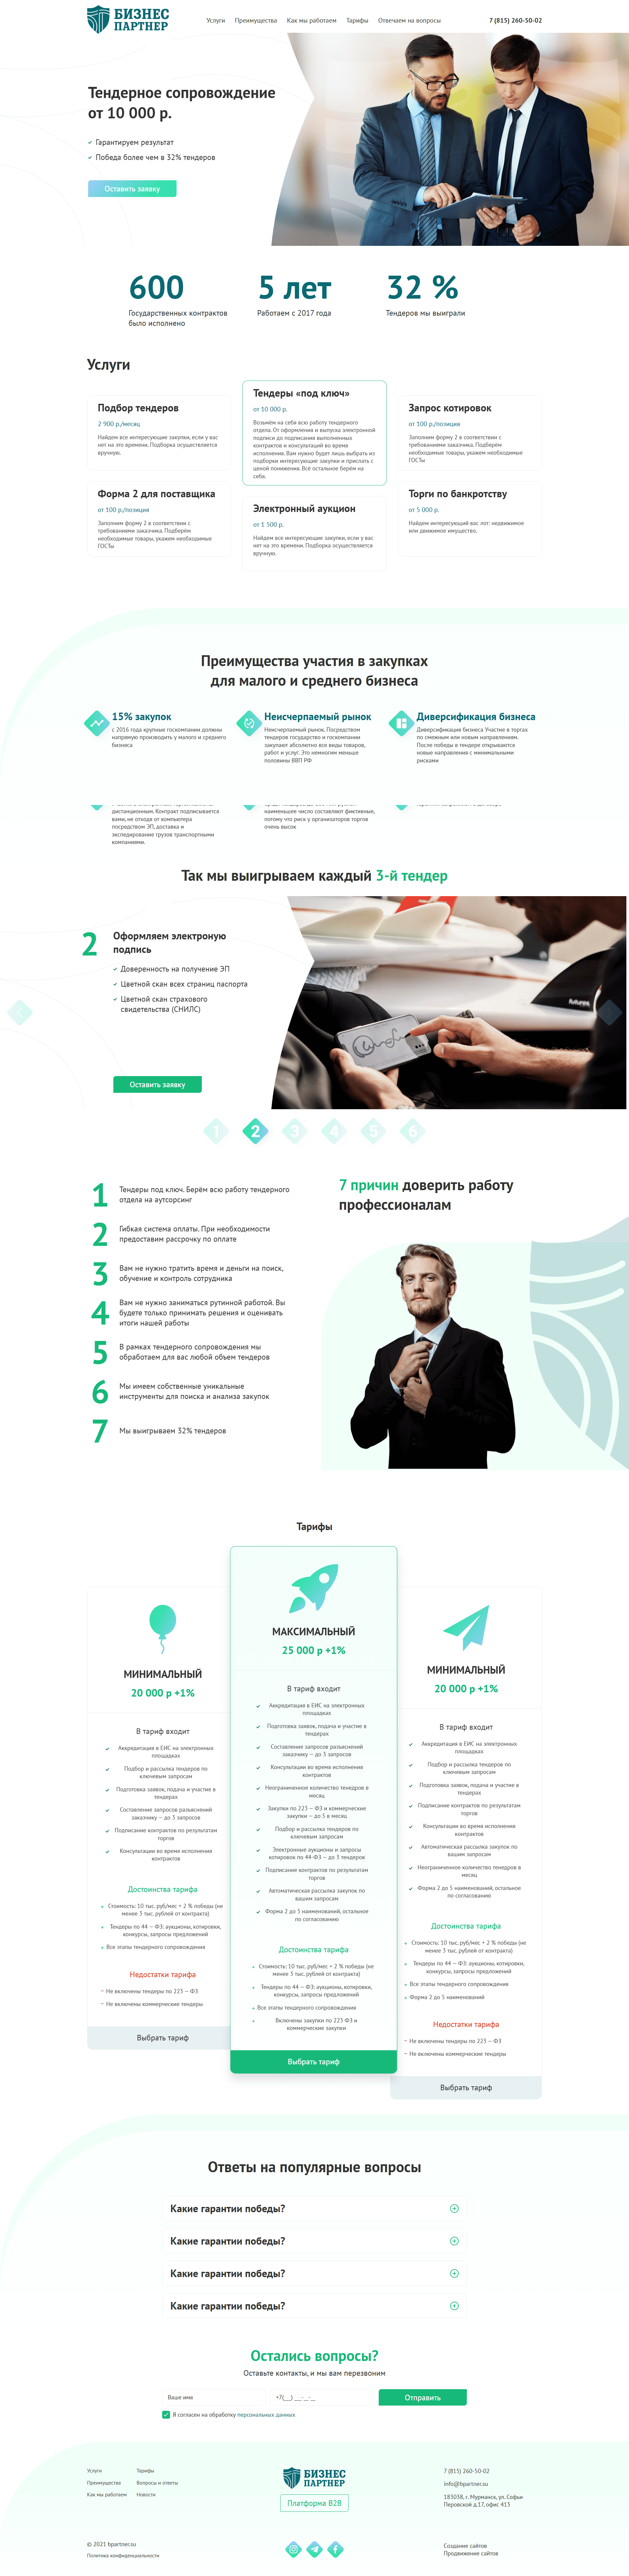 БИЗНЕС
ПАРТНЕР
Услуги
Преимущества
Как мы работаем
Тарифы
Отвечаем на вопросы
7 (815) 260-50-02
Тендерное сопровождение
от 10 000 р.
Гарантируем результат
Победа более чем в 32% тендеров
Оставить заявку
600
Государственных контрактов
было исполнено
5 лет
Работаем с 2017 года
32 %
Тендеров мы выиграли
Услуги
Подбор тендеров
2 900 р./месяц
Найдем все интересующие закупки, если у вас
нет на это времени. Подборка осуществляется
вручную.
Тендеры «под ключ»
от 10 000 р.
Возьмём на себя всю работу тендерного
отдела. От оформления и выпуска электронной
подписи до подписания выполненных
контрактов и консультаций во время
исполнения. Вам нужно будет лишь выбрать из
подборки интересующие закупки и прислать с
ценой понижения. Все остальное берём на
себя.
Запрос котировок
от 100 р./позиция
Заполним форму 2 в соответствии с
требованиями заказчика. Подберём
необходимые товары, укажем необходимые
ГОСТы
Форма 2 для поставщика
от 100 р./позиция
Заполним форму 2 в соответствии с
требованиями заказчика. Подберём
необходимые товары, укажем необходимые
ГОСТы
Электронный аукцион
от 1 500 р.
Найдем все интересующие закупки, если у вас
нет на это времени. Подборка осуществляется
вручную.
Торги по банкротству
от 5 000 р.
Найдем интересующий вас лот: недвижимое
или движимое имущество.
Преимущества участия в закупках
для малого и среднего бизнеса
15% закупок
с 2016 года крупные госкомпании должны
напрямую производить у малого и среднего
бизнеса
Неисчерпаемый рынок
Неисчерпаемый рынок. Посредством
тендеров государство и госкомпании
закупают абсолютно все виды товаров,
работ и услуг. Это немногим меньше
половины ВВП РФ
Диверсификация бизнеса
Диверсификация бизнеса Участие в торгах
по смежным или новым направлениям.
После победы в тендере открываются
новые направления с минимальными
рисками
дистанционным. Контракт подписывается
вами, не отходя от компьютера
посредством ЭП, доставка и
экспедирование грузов транспортными
компаниями.
наименьшее число составляют фиктивные,
потому что риск у организаторов торгов
очень высок
Так мы выигрываем каждый 3-й тендер
2
Оформляем электроную
подпись
Доверенность на получение ЭП
Цветной скан всех страниц паспорта
Цветной скан страхового
свидетельства (СНИЛС)
Оставить заявку
1
2
3
4
5
6
7 причин доверить работу
профессионалам
1
Тендеры под ключ. Берём всю работу тендерного
отдела на аутсорсинг
2
Гибкая система оплаты. При необходимости
предоставим рассрочку по оплате
3
Вам не нужно тратить время и деньги на поиск,
обучение и контроль сотрудника
4
Вам не нужно заниматься рутинной работой. Вы
будете только принимать решения и оценивать
итоги нашей работы
5
В рамках тендерного сопровождения мы
обработаем для вас любой объем тендеров
6
Мы имеем собственные уникальные
инструменты для поиска и анализа закупок
7
Мы выигрываем 32% тендеров
Тарифы
МИНИМАЛЬНЫЙ
20 000 р +1%
В тариф входит
Аккредитация в ЕИС на электронных
площадках
Подбор и рассылка тендеров по
ключевым запросам
Подготовка заявок, подача и участие в
тендерах
Составление запросов разъяснений
заказчику — до 3 запросов
Подписание контрактов по результатам
торгов
Консультации во время исполнения
контрактов
Достоинства тарифа
+ Стоимость: 10 тыс. руб/мес + 2 % победы (не
менее 3 тыс. рублей от контракта)
+ Тендеры по 44 — ФЗ: аукционы, котировки,
конкурсы, запросы предложений
+ Все этапы тендерного сопровождения
Недостатки тарифа
− Не включены тендеры по 223 — ФЗ
− Не включены коммерческие тендеры
Выбрать тариф
МАКСИМАЛЬНЫЙ
25 000 р +1%
В тариф входит
Аккредитация в ЕИС на электронных
площадках
Подготовка заявок, подача и участие в
тендерах
Составление запросов разъяснений
заказчику — до 3 запросов
Консультации во время исполнения
контрактов
Неограниченное количество тенедров в
месяц
Закупки по 223 — ФЗ и коммерческие
закупки — до 5 в месяц
Подбор и рассылка тендеров по
ключевым запросам
Электронные аукционы и запросы
котировок по 44-ФЗ — до 3 тендеров
Подписание контрактов по результатам
торгов
Автоматическая рассылка закупок по
вашим запросам
Форма 2 до 5 наименований, остальное
по согласованию
Достоинства тарифа
+ Стоимость: 10 тыс. руб/мес + 2 % победы (не
менее 3 тыс. рублей от контракта)
+ Тендеры по 44 — ФЗ: аукционы, котировки,
конкурсы, запросы предложений
+ Все этапы тендерного сопровождения
+ Включены закупки по 223 ФЗ и
коммерческие закупки
Выбрать тариф
МИНИМАЛЬНЫЙ
20 000 р +1%
В тариф входит
Аккредитация в ЕИС на электронных
площадках
Подбор и рассылка тендеров по
ключевым запросам
Подготовка заявок, подача и участие в
тендерах
Подписание контрактов по результатам
торгов
Консультации во время исполнения
контрактов
Автоматическая рассылка закупок по
вашим запросам
Неограниченное количество тенедров в
месяц
Форма 2 до 5 наименований, остальное
по согласованию
Достоинства тарифа
+ Стоимость: 10 тыс. руб/мес + 2 % победы (не
менее 3 тыс. рублей от контракта)
+ Тендеры по 44 — ФЗ: аукционы, котировки,
конкурсы, запросы предложений
+ Все этапы тендерного сопровождения
+ Форма 2 до 5 наименований
Недостатки тарифа
− Не включены тендеры по 223 — ФЗ
− Не включены коммерческие тендеры
Выбрать тариф
Ответы на популярные вопросы
Какие гарантии победы?
Какие гарантии победы?
Какие гарантии победы?
Какие гарантии победы?
Остались вопросы?
Оставьте контакты, и мы вам перезвоним
Ваше имя
+7(__) ___-__-__
Отправить
Я согласен на обработку персональных данных
Услуги
Преимущества
Как мы работаем
Тарифы
Вопросы и ответы
Новости
БИЗНЕС
ПАРТНЕР
Платформа B2B
7 (815) 260-50-02
info@bpartner.su
183038, г. Мурманск, ул. Софьи
Перовской д.17, офис 413
© 2021 bpartner.su
Политика конфиденциальности
Создание сайтов
Продвижение сайтов